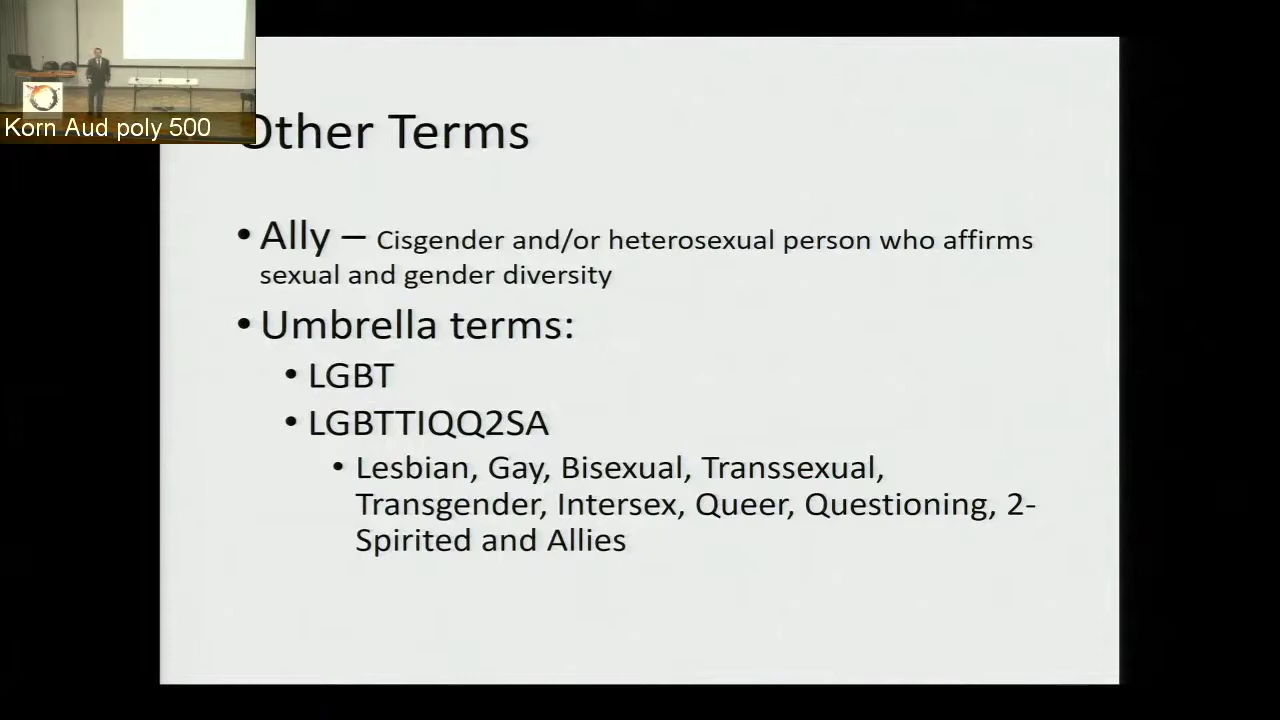 Korn Aud poly 500
Other Terms
• Ally – Cisgender and/or heterosexual person who affirms
sexual and gender diversity
• Umbrella terms:
• LGBT
• LGBTTIQQ2SA
• Lesbian, Gay, Bisexual, Transsexual,
Transgender, Intersex, Queer, Questioning, 2-
Spirited and Allies